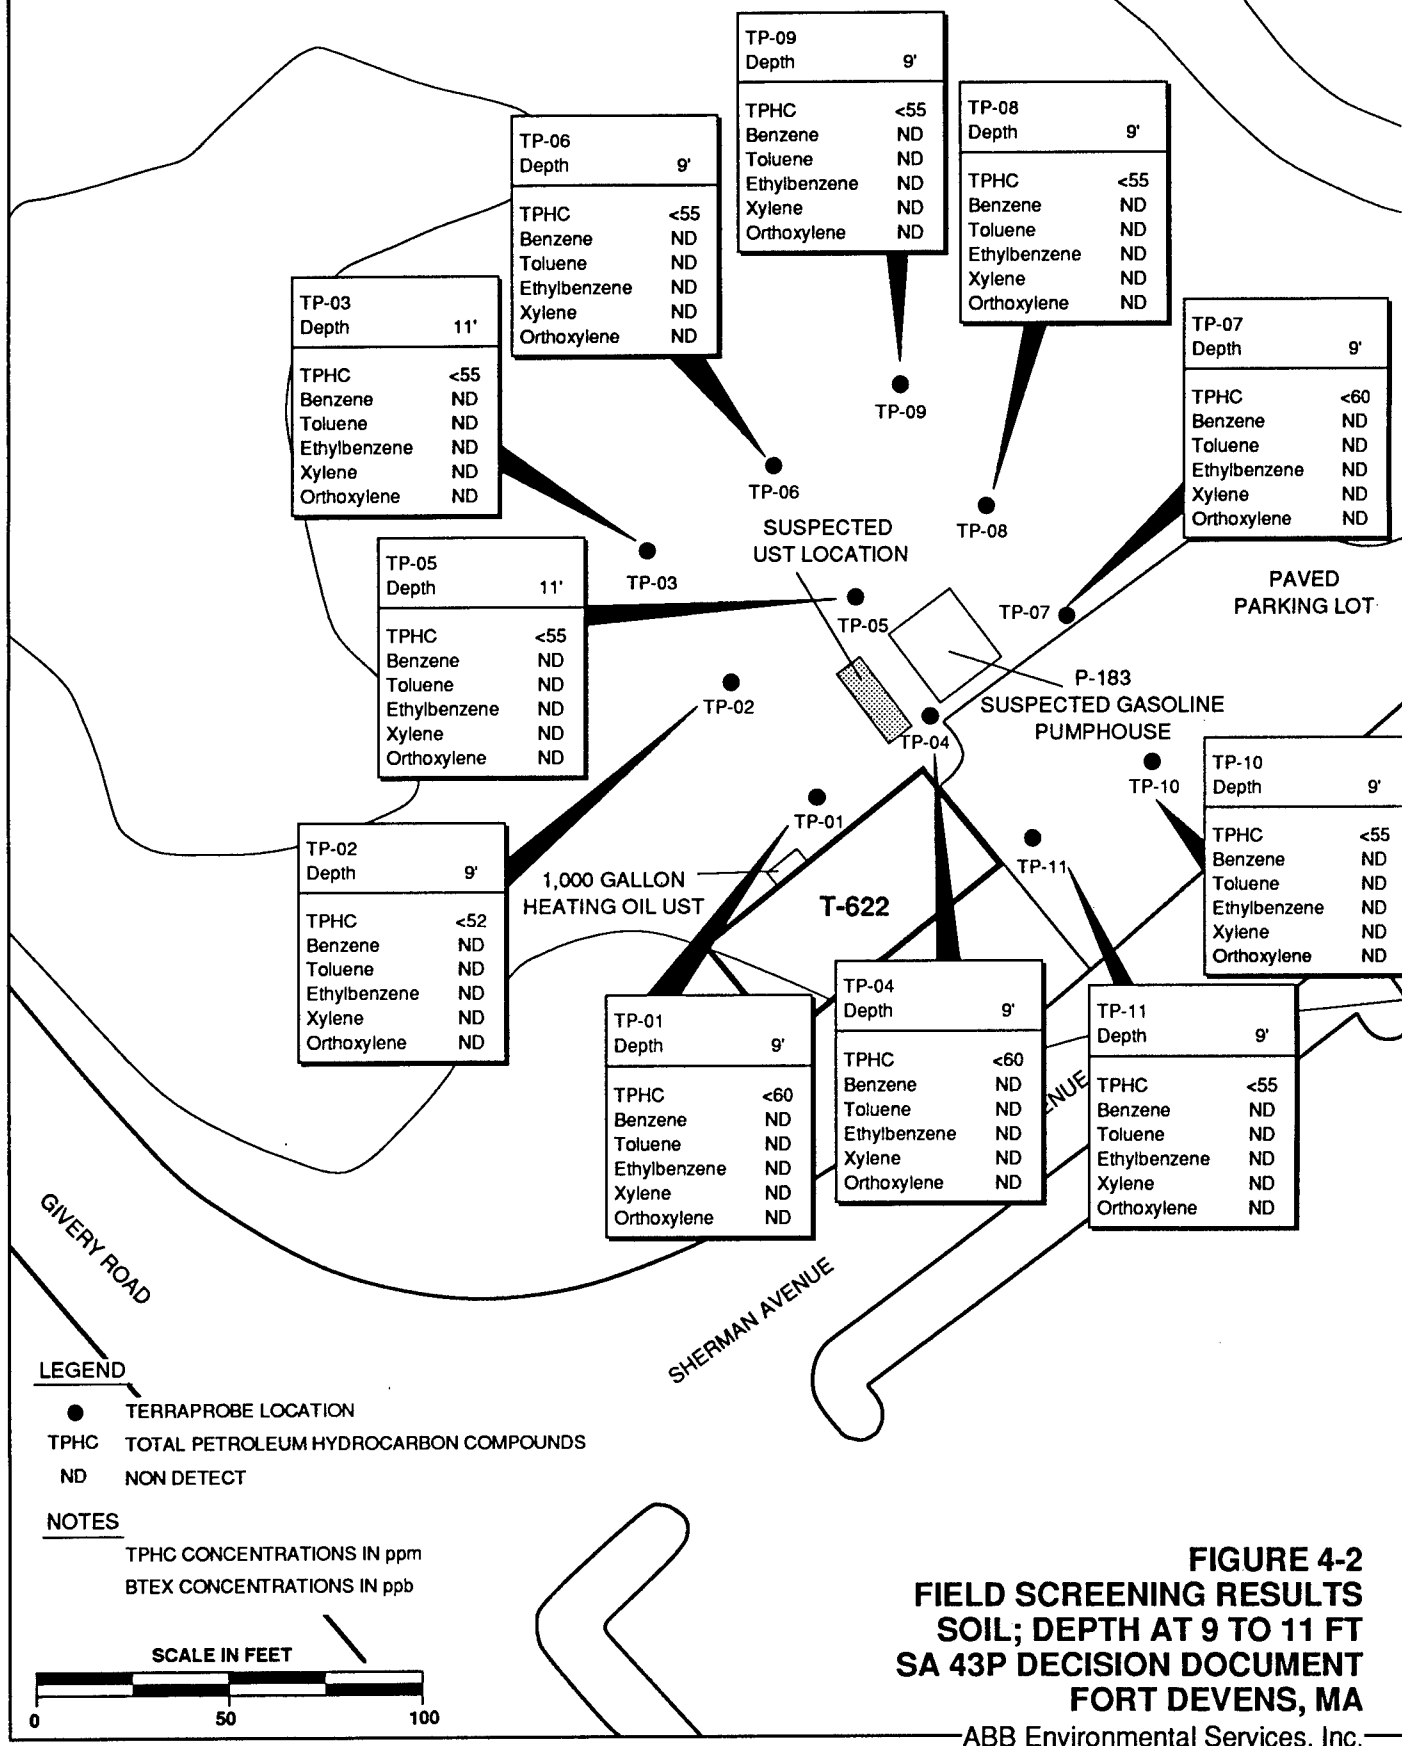 TP-09
Depth 9'
TPHC <55
Benzene ND
Toluene ND
Ethylbenzene ND
Xylene ND
Orthoxylene ND
TP-08
Depth 9'
TPHC <55
Benzene ND
Toluene ND
Ethylbenzene ND
Xylene ND
Orthoxylene ND
TP-06
Depth 9'
TPHC <55
Benzene ND
Toluene ND
Ethylbenzene ND
Xylene ND
Orthoxylene ND
TP-03
Depth 11'
TPHC <55
Benzene ND
Toluene ND
Ethylbenzene ND
Xylene ND
Orthoxylene ND
TP-07
Depth 9'
TPHC <60
Benzene ND
Toluene ND
Ethylbenzene ND
Xylene ND
Orthoxylene ND
TP-09
TP-06
TP-08
SUSPECTED
UST LOCATION
TP-03
TP-05
Depth 11'
TPHC <55
Benzene ND
Toluene ND
Ethylbenzene ND
Xylene ND
Orthoxylene ND
TP-05
TP-07
PAVED
PARKING LOT
P-183
SUSPECTED GASOLINE
PUMPHOUSE
TP-02
TP-04
TP-10
TP-10
Depth 9'
TPHC <55
Benzene ND
Toluene ND
Ethylbenzene ND
Xylene ND
Orthoxylene ND
TP-01
TP-11
TP-02
Depth 9'
TPHC <52
Benzene ND
Toluene ND
Ethylbenzene ND
Xylene ND
Orthoxylene ND
1,000 GALLON
HEATING OIL UST
T-622
TP-01
Depth 9'
TPHC <60
Benzene ND
Toluene ND
Ethylbenzene ND
Xylene ND
Orthoxylene ND
TP-04
Depth 9'
TPHC <60
Benzene ND
Toluene ND
Ethylbenzene ND
Xylene ND
Orthoxylene ND
ENUE
TP-11
Depth 9'
TPHC <55
Benzene ND
Toluene ND
Ethylbenzene ND
Xylene ND
Orthoxylene ND
GIVERY ROAD
SHERMAN AVENUE
LEGEND
TERRAPROBE LOCATION
TPHC TOTAL PETROLEUM HYDROCARBON COMPOUNDS
ND NON DETECT
NOTES
TPHC CONCENTRATIONS IN ppm
BTEX CONCENTRATIONS IN ppb
SCALE IN FEET
0 50 100
FIGURE 4-2
FIELD SCREENING RESULTS
SOIL; DEPTH AT 9 TO 11 FT
SA 43P DECISION DOCUMENT
FORT DEVENS, MA
ABB Environmental Services, Inc.